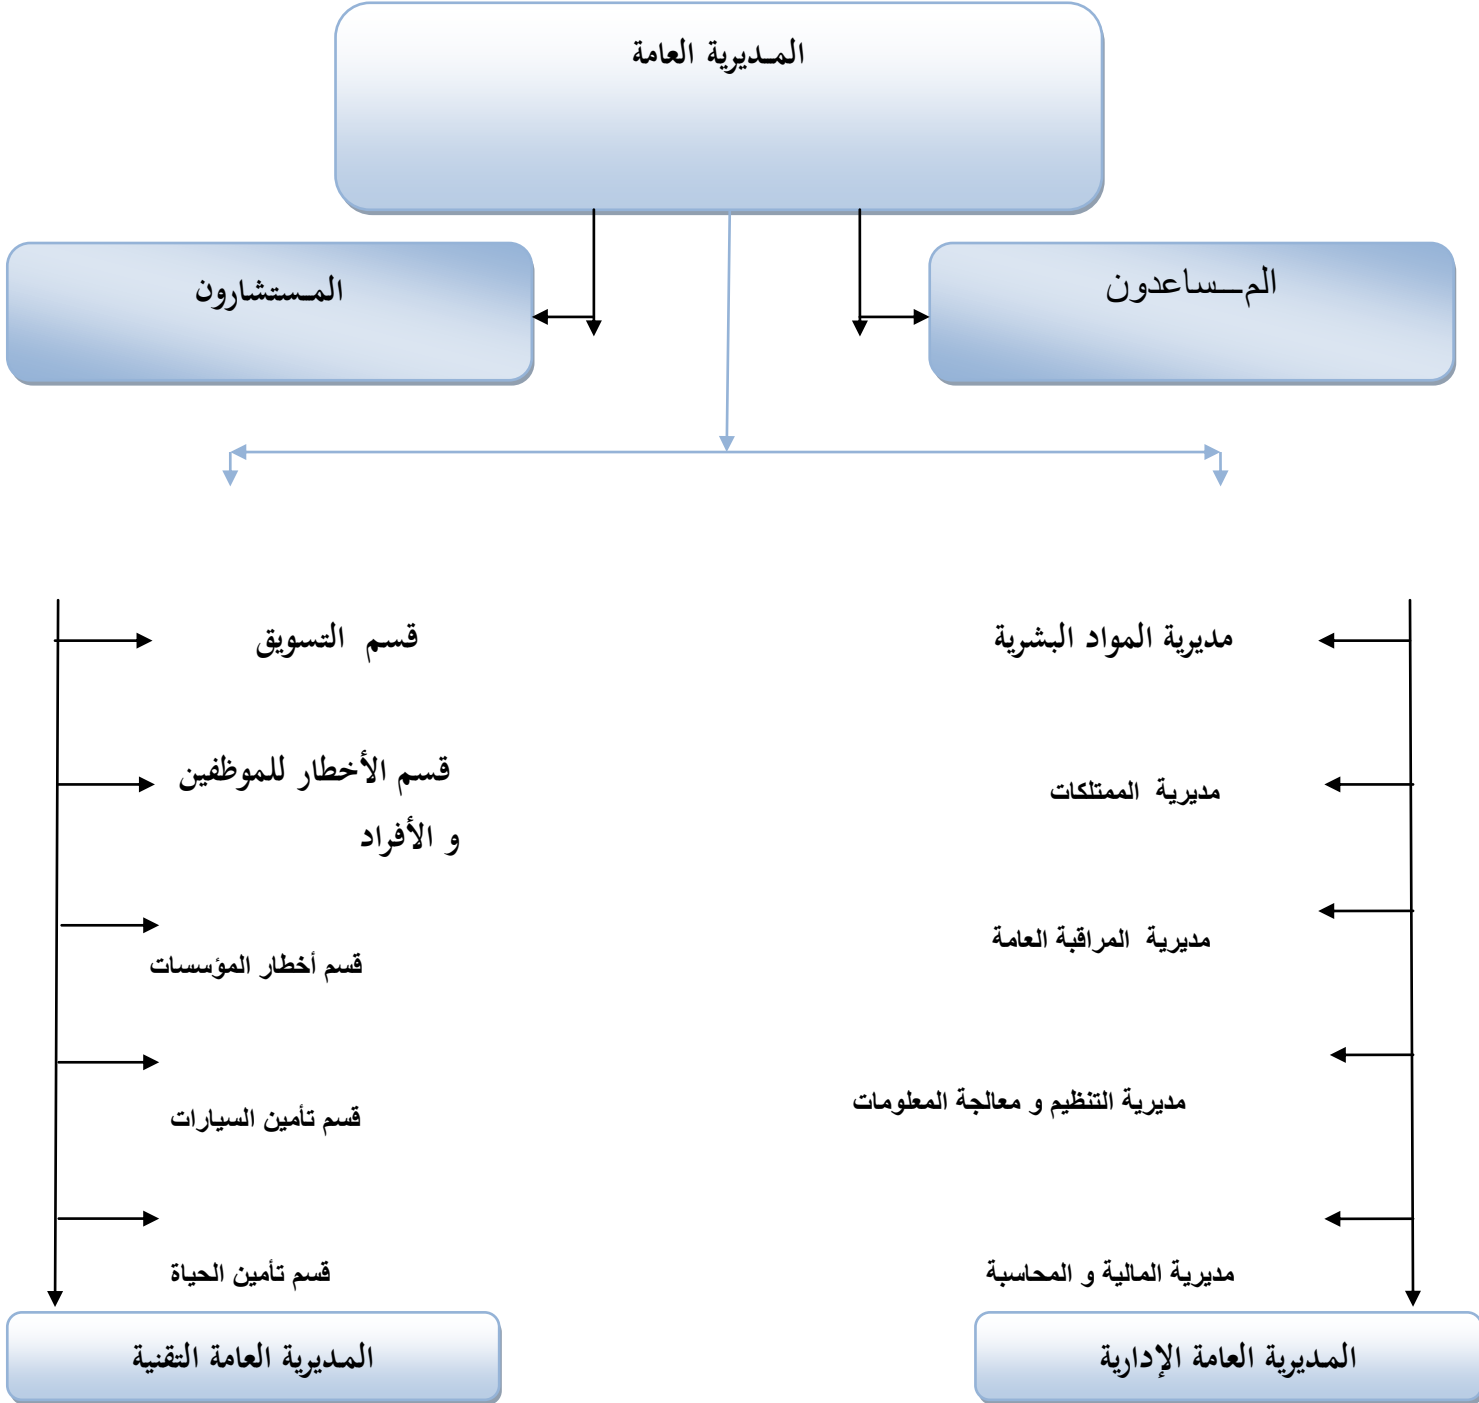 المـديرية العامة
المـساعدون
المـستشارون
مديرية المواد البشرية
قسم التسويق
مديرية الممتلكات
قسم الأخطار للموظفين
و الأفراد
مديرية المراقبة العامة
قسم أخطار المؤسسات
مديرية التنظيم و معالجة المعلومات
قسم تأمين السيارات
مديرية المالية و المحاسبة
قسم تأمين الحياة
المديرية العامة الإدارية
المديرية العامة التقنية